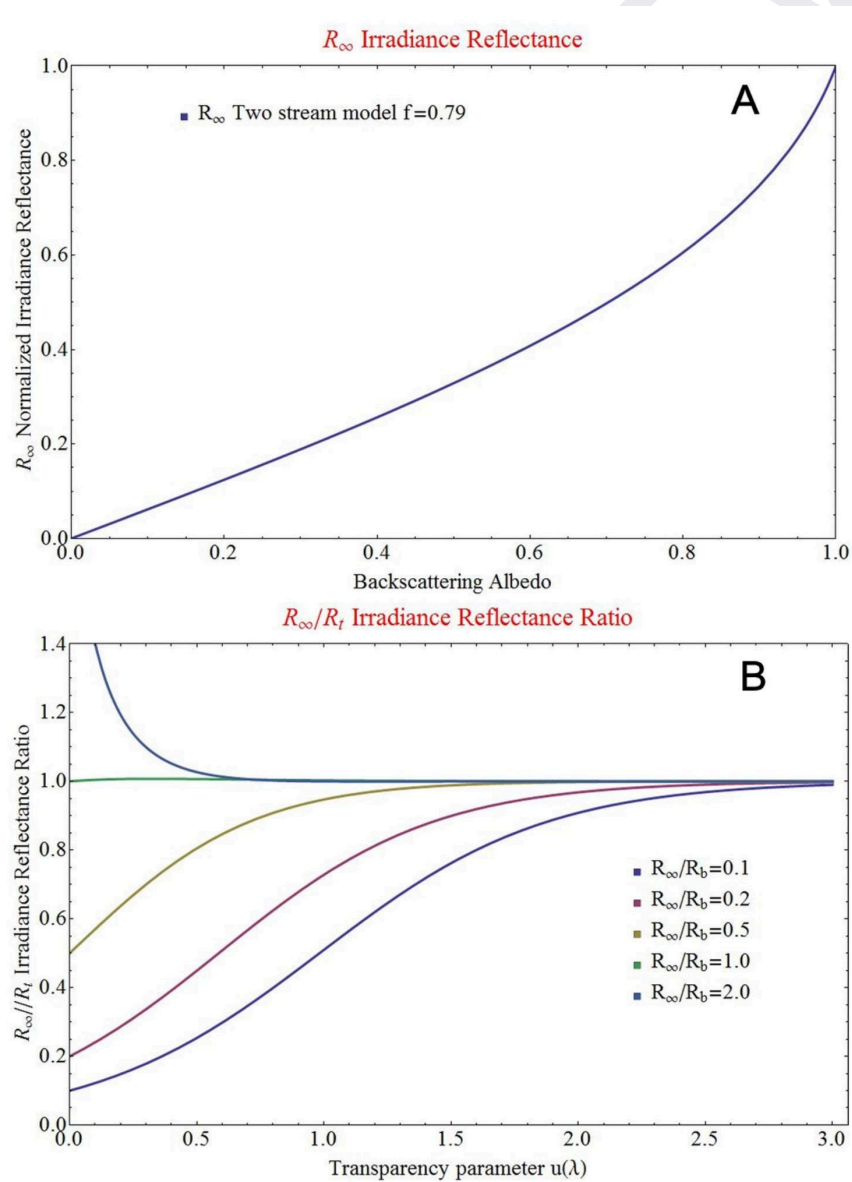 R∞ Irradiance Reflectance
A
R∞ Two stream model f=0.79
R∞ Normalized Irradiance Reflectance
1.0
0.8
0.6
0.4
0.2
0.0
0.0 0.2 0.4 0.6 0.8 1.0
Backscattering Albedo
R∞/Rt Irradiance Reflectance Ratio
B
R∞//Rt Irradiance Reflectance Ratio
1.4
1.2
1.0
0.8
0.6
0.4
0.2
0.0
R∞/Rb=0.1
R∞/Rb=0.2
R∞/Rb=0.5
R∞/Rb=1.0
R∞/Rb=2.0
0.0 0.5 1.0 1.5 2.0 2.5 3.0
Transparency parameter u(λ)